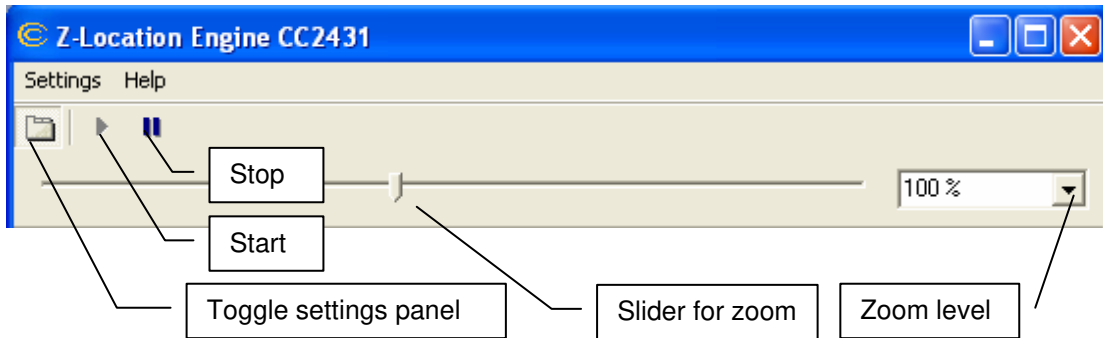 Z-Location Engine CC2431
Settings Help
Stop
100 %
Start
Toggle settings panel
Slider for zoom
Zoom level